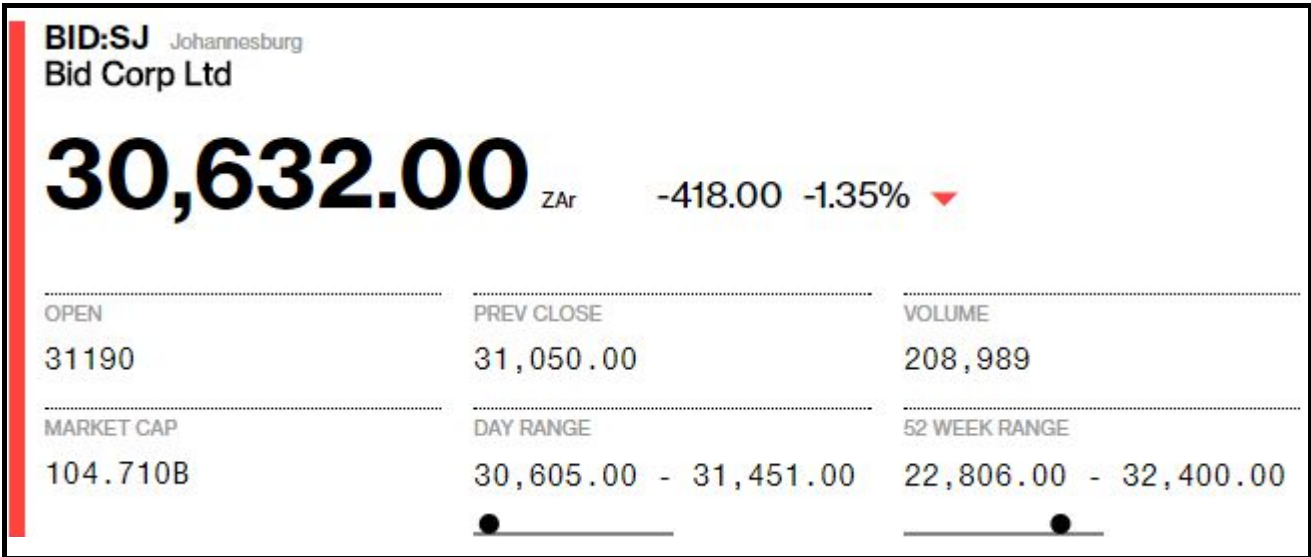 BID:SJ Johannesburg
Bid Corp Ltd
30,632.00 ZAr -418.00 -1.35%
OPEN PREV CLOSE VOLUME
31190 31,050.00 208,989
MARKET CAP DAY RANGE 52 WEEK RANGE
104.710B 30,605.00 - 31,451.00 22,806.00 - 32,400.00